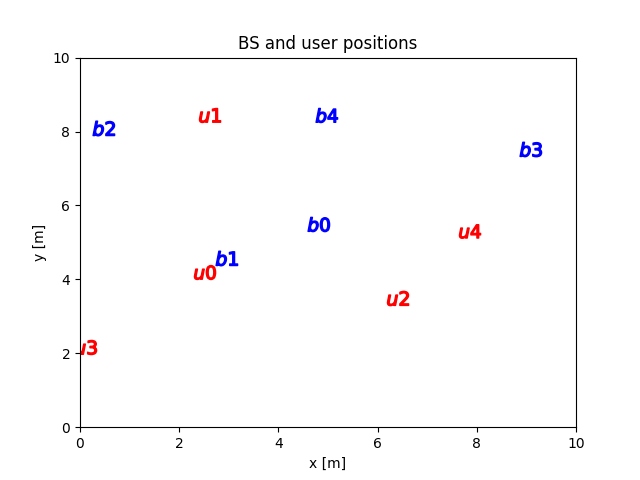 BS and user positions
10
u1
b4
b2
8
b3
6
b0
u4
b1
u0
4
u2
u3
2
0
0 2 4 6 8 10
x [m]
y [m]